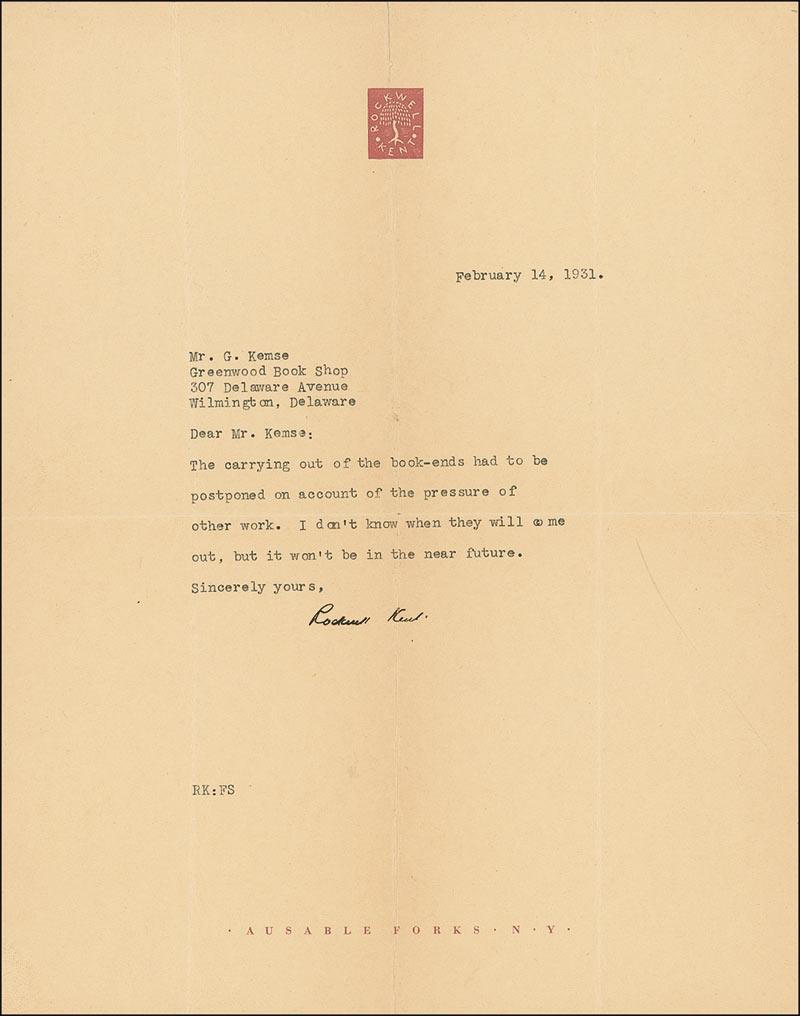 ROCKWELL
KENT
February 14, 1931.
Mr. G. Kemse
Greenwood Book Shop
307 Delaware Avenue
Wilmington, Delaware
Dear Mr. Kemse:
The carrying out of the book-ends had to be
postponed on account of the pressure of
other work. I don't know when they will come
out, but it won't be in the near future.
Sincerely yours,
Rockwell Kent.
RK:FS
· AUSABLE FORKS · N · Y ·